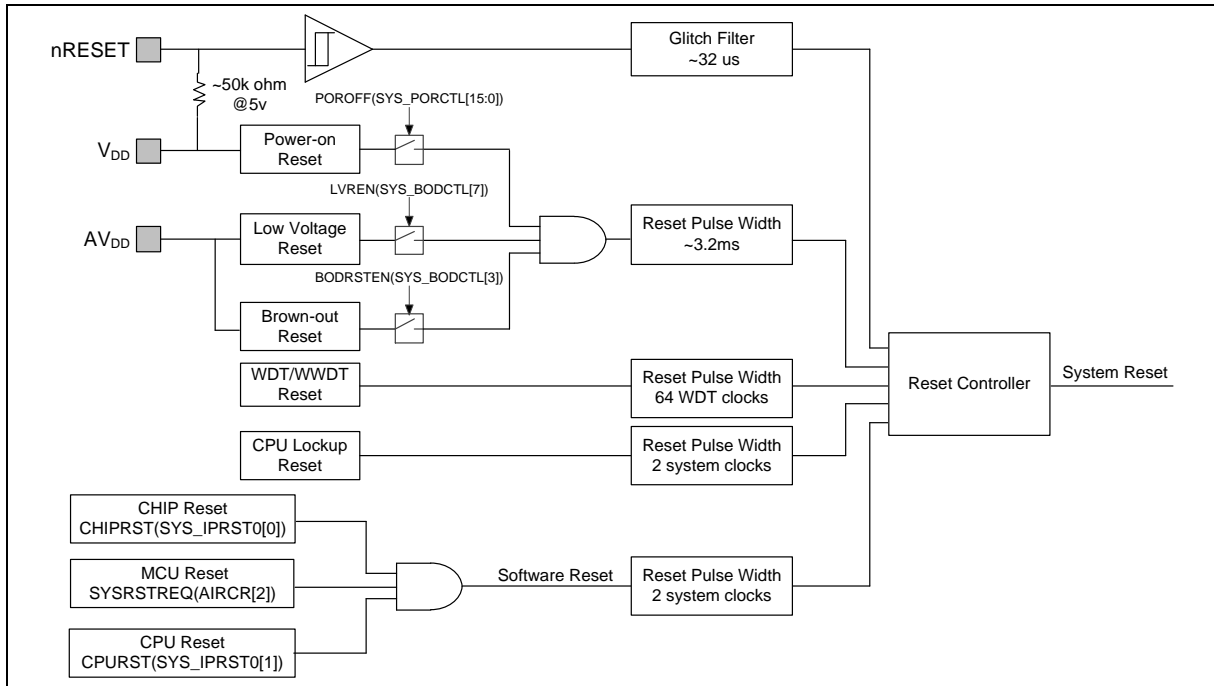 nRESET
~50k ohm
@5v
Glitch Filter
~32 us
POROFF(SYS_PORCTL[15:0])
VDD
Power-on
Reset
LVREN(SYS_BODCTL[7])
AVDD
Low Voltage
Reset
Reset Pulse Width
~3.2ms
BODRSTEN(SYS_BODCTL[3])
Brown-out
Reset
WDT/WWDT
Reset
Reset Pulse Width
64 WDT clocks
Reset Controller
System Reset
CPU Lockup
Reset
Reset Pulse Width
2 system clocks
CHIP Reset
CHIPRST(SYS_IPRST0[0])
MCU Reset
SYSRSTREQ(AIRCR[2])
Software Reset
Reset Pulse Width
2 system clocks
CPU Reset
CPURST(SYS_IPRST0[1])